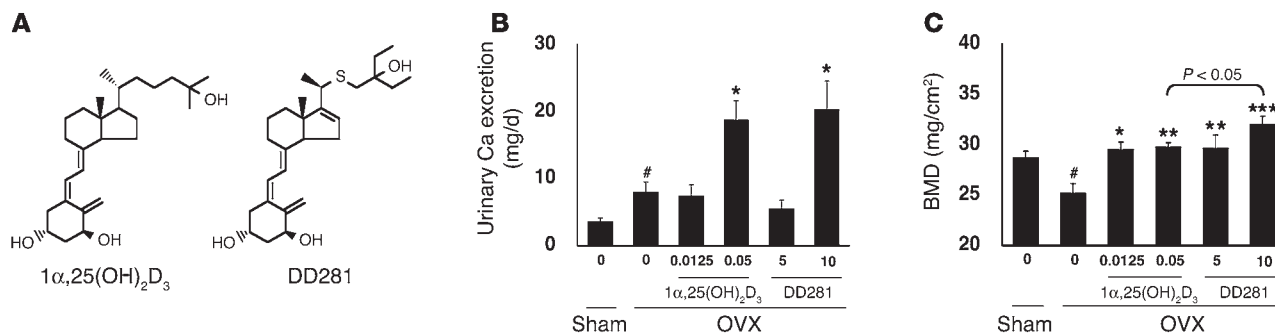 A
OH
HO
OH
1α,25(OH)₂D₃
S
OH
HO
OH
DD281
B
Urinary Ca excretion
(mg/d)
30
20
10
0
#
*
*
0 0 0.0125 0.05 5 10
1α,25(OH)₂D₃ DD281
Sham OVX
C
BMD (mg/cm²)
40
35
30
25
20
P < 0.05
#
*
**
**
***
0 0 0.0125 0.05 5 10
1α,25(OH)₂D₃ DD281
Sham OVX